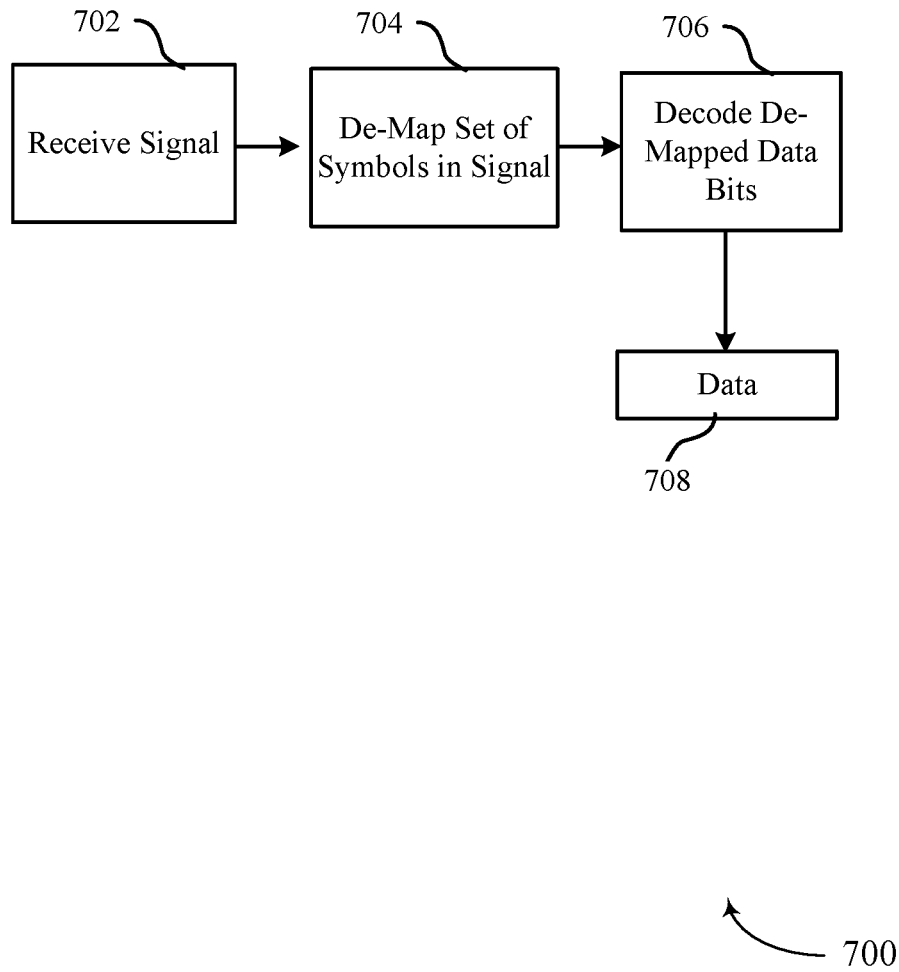 702
704
706
Receive Signal
De-Map Set of
Symbols in Signal
Decode De-
Mapped Data
Bits
Data
708
700